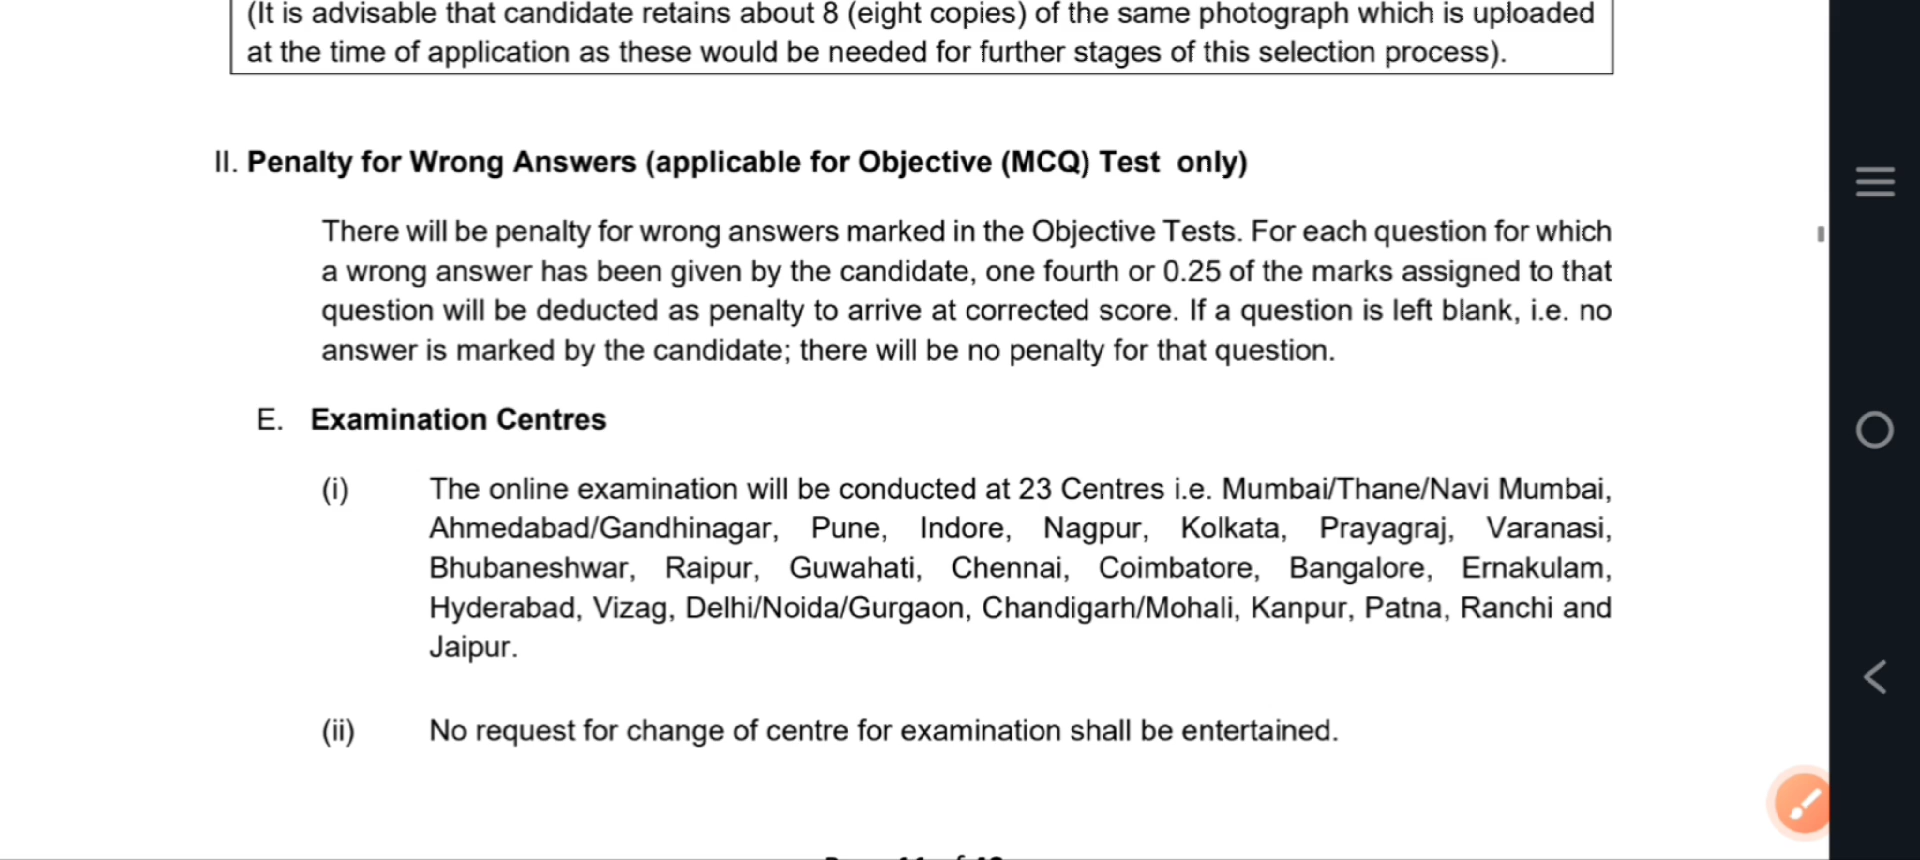 (It is advisable that candidate retains about 8 (eight copies) of the same photograph which is uploaded
at the time of application as these would be needed for further stages of this selection process).
II. Penalty for Wrong Answers (applicable for Objective (MCQ) Test only)
There will be penalty for wrong answers marked in the Objective Tests. For each question for which
a wrong answer has been given by the candidate, one fourth or 0.25 of the marks assigned to that
question will be deducted as penalty to arrive at corrected score. If a question is left blank, i.e. no
answer is marked by the candidate; there will be no penalty for that question.
E. Examination Centres
(i) The online examination will be conducted at 23 Centres i.e. Mumbai/Thane/Navi Mumbai,
Ahmedabad/Gandhinagar, Pune, Indore, Nagpur, Kolkata, Prayagraj, Varanasi,
Bhubaneshwar, Raipur, Guwahati, Chennai, Coimbatore, Bangalore, Ernakulam,
Hyderabad, Vizag, Delhi/Noida/Gurgaon, Chandigarh/Mohali, Kanpur, Patna, Ranchi and
Jaipur.
(ii) No request for change of centre for examination shall be entertained.